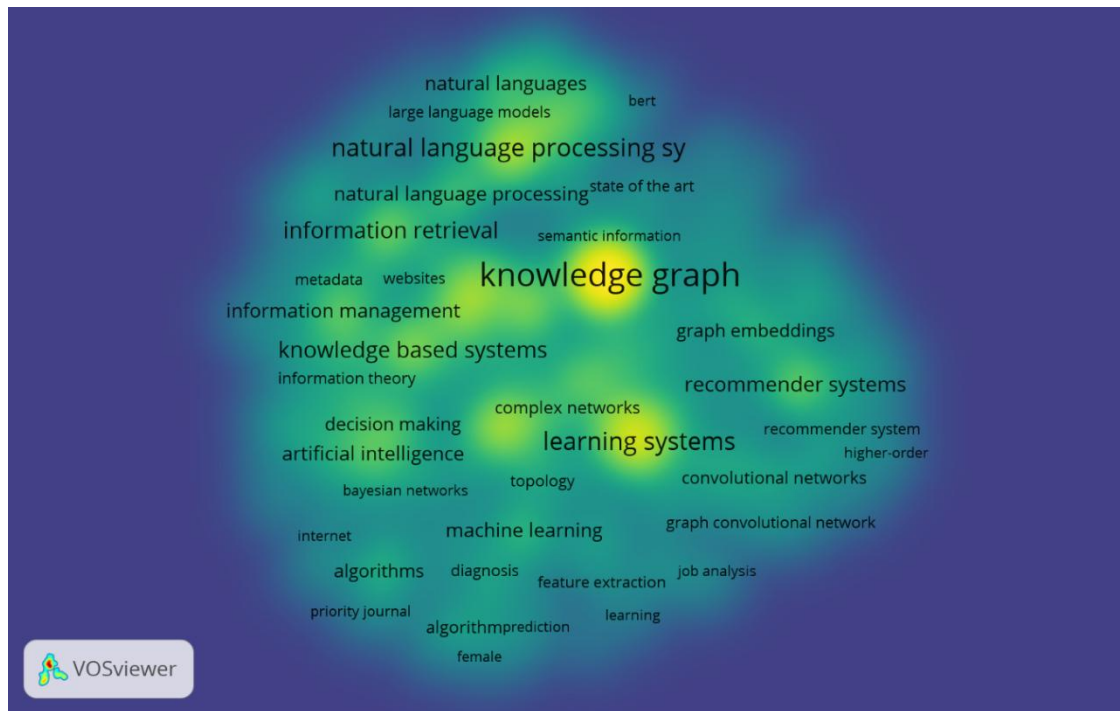 natural languages
large language models
bert
natural language processing sy
natural language processing
state of the art
information retrieval
semantic information
knowledge graph
metadata
websites
information management
graph embeddings
knowledge based systems
information theory
recommender systems
complex networks
decision making
learning systems
recommender system
artificial intelligence
higher-order
bayesian networks
topology
convolutional networks
machine learning
graph convolutional network
internet
algorithms
diagnosis
feature extraction
job analysis
priority journal
algorithm
prediction
learning
female
VOSviewer